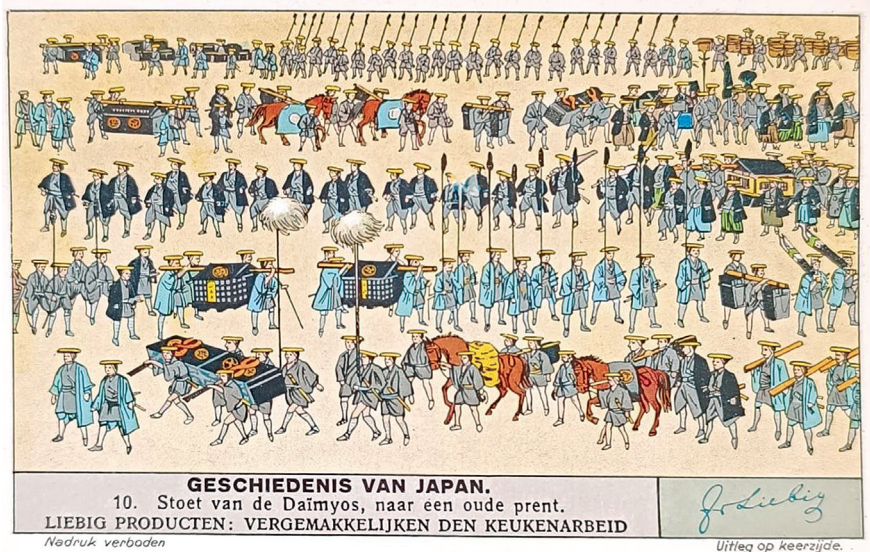 GESCHIEDENIS VAN JAPAN.
10. Stoet van de Daïmyos, naar een oude prent.
LIEBIG PRODUCTEN: VERGEMAKKELIJKEN DEN KEUKENARBEID
Jv Liebig
Nadruk verboden
Uitleg op keerzijde.